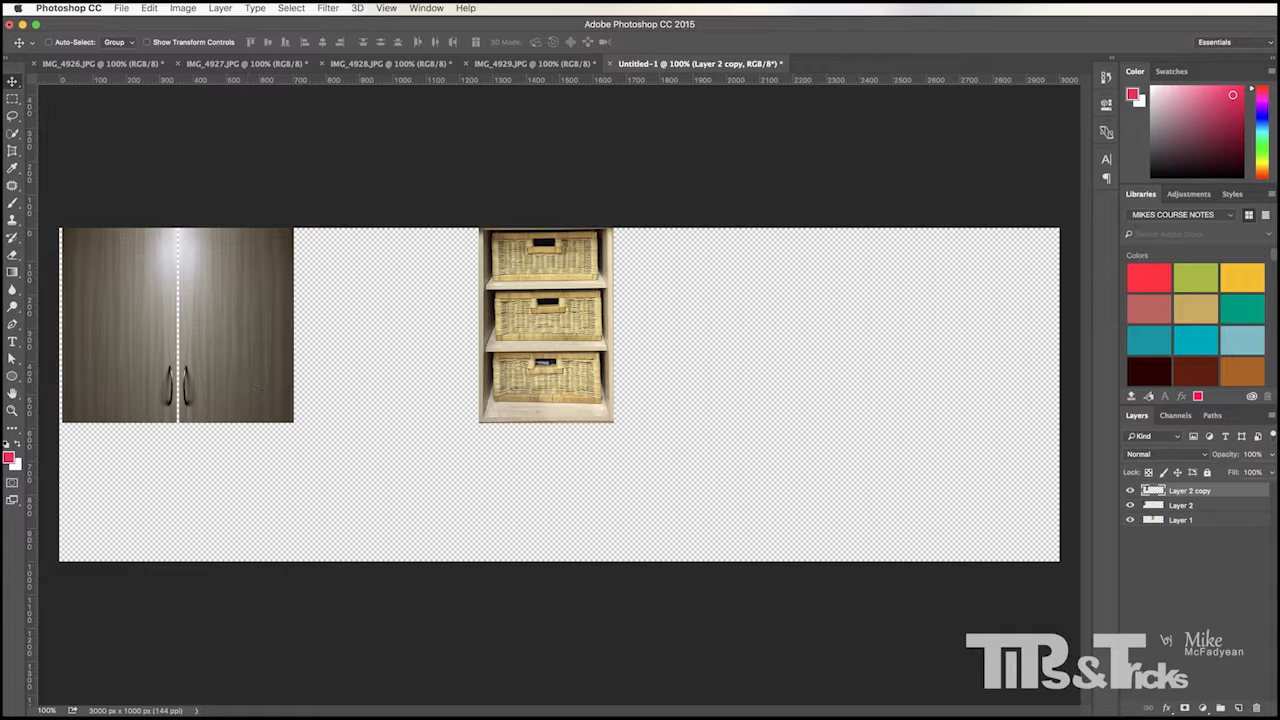 Photoshop CC File Edit Image Layer Type Select Filter 3D View Window Help
Adobe Photoshop CC 2015
Auto-Select: Group Show Transform Controls 3D Mode: Essentials
IMG_4926.JPG @ 100% (RGB/8) * IMG_4927.JPG @ 100% (RGB/8) * IMG_4928.JPG @ 100% (RGB/8) * IMG_4929.JPG @ 100% (RGB/8) * Untitled-1 @ 100% (Layer 2 copy, RGB/8*) *
0 100 200 300 400 500 600 700 800 900 1000 1100 1200 1300 1400 1500 1600 1700 1800 1900 2000 2100 2200 2300 2400 2500 2600 2700 2800 2900 3000
Color Swatches
Libraries Adjustments Styles
MIKES COURSE NOTES
Search Adobe Stock
Colors
Layers Channels Paths
Kind
Normal Opacity: 100%
Lock: Fill: 100%
Layer 2 copy
Layer 2
Layer 1
TiPs & Tricks by Mike McFadyean
100% 3000 px x 1000 px (144 ppi)